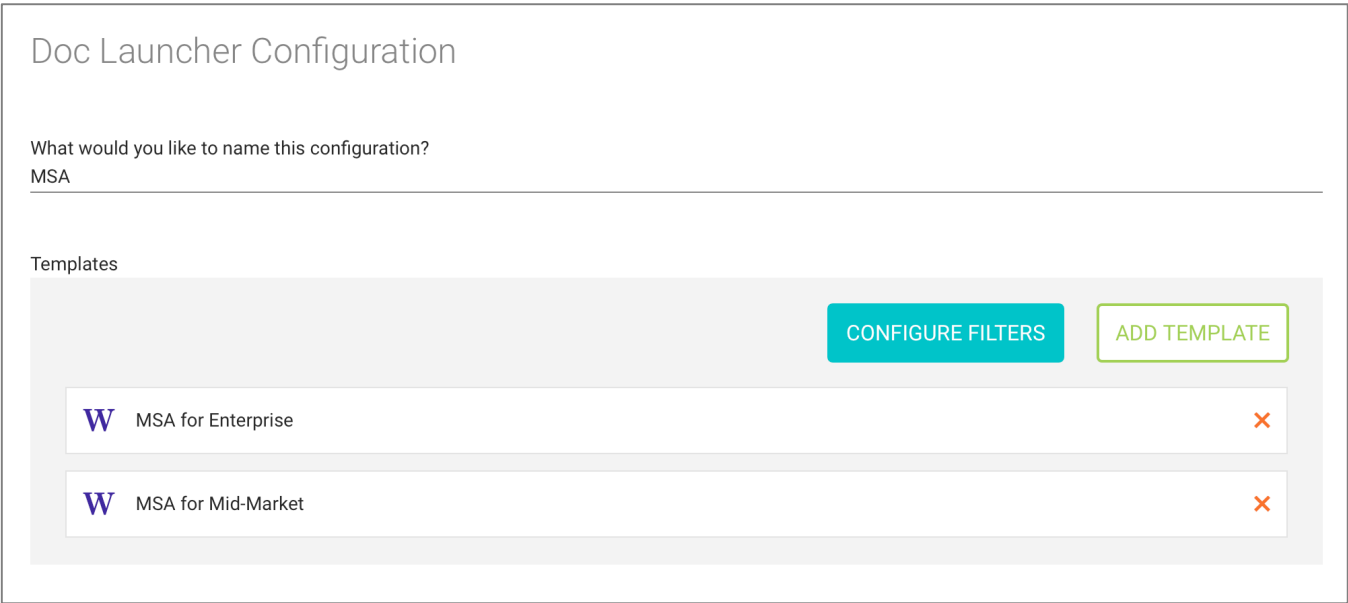 Doc Launcher Configuration
What would you like to name this configuration?
MSA
Templates
CONFIGURE FILTERS
ADD TEMPLATE
W MSA for Enterprise
W MSA for Mid-Market